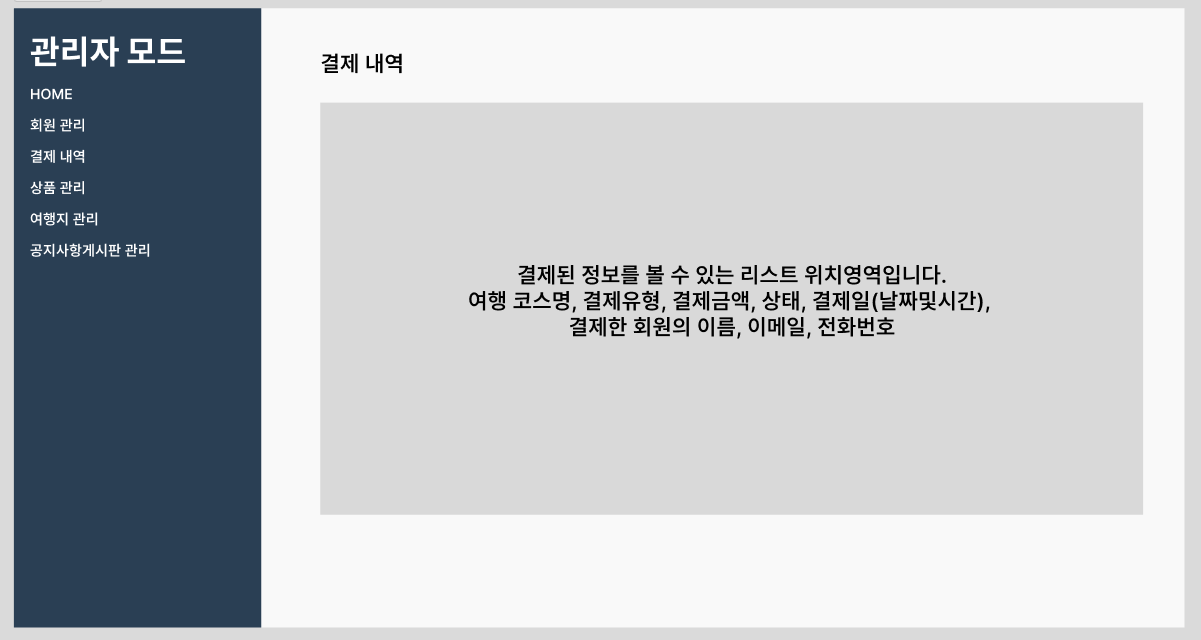 관리자 모드
HOME
회원 관리
결제 내역
상품 관리
여행지 관리
공지사항게시판 관리
결제 내역
결제된 정보를 볼 수 있는 리스트 위치영역입니다.
여행 코스명, 결제유형, 결제금액, 상태, 결제일(날짜및시간),
결제한 회원의 이름, 이메일, 전화번호